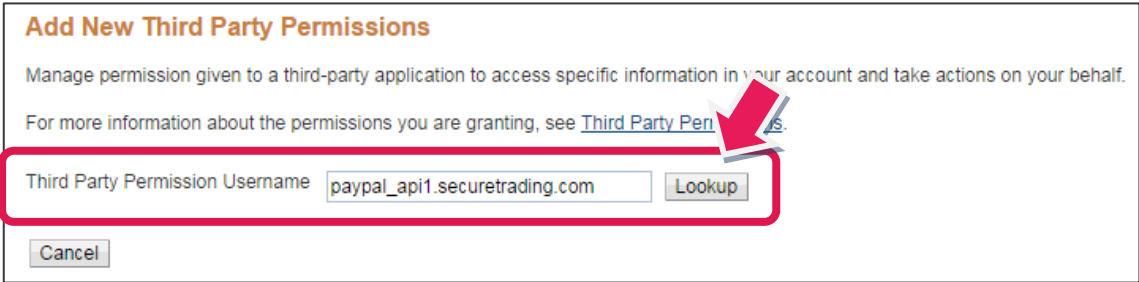 Add New Third Party Permissions
Manage permission given to a third-party application to access specific information in your account and take actions on your behalf.
For more information about the permissions you are granting, see Third Party
Third Party Permission Username paypal_api1.securetrading.com Lookup
Cancel